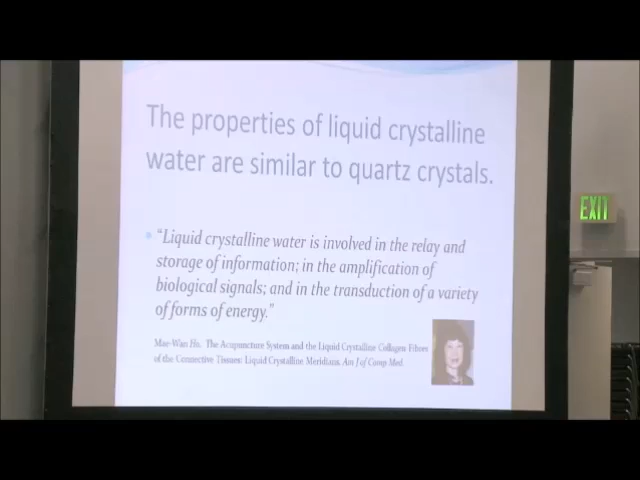 The properties of liquid crystalline
water are similar to quartz crystals.
“Liquid crystalline water is involved in the relay and
storage of information; in the amplification of
biological signals; and in the transduction of a variety
of forms of energy.”
Mae-Wan Ho. The Acupuncture System and the Liquid Crystalline Collagen Fibres
of the Connective Tissues: Liquid Crystalline Meridians. Am J of Comp Med
EXIT